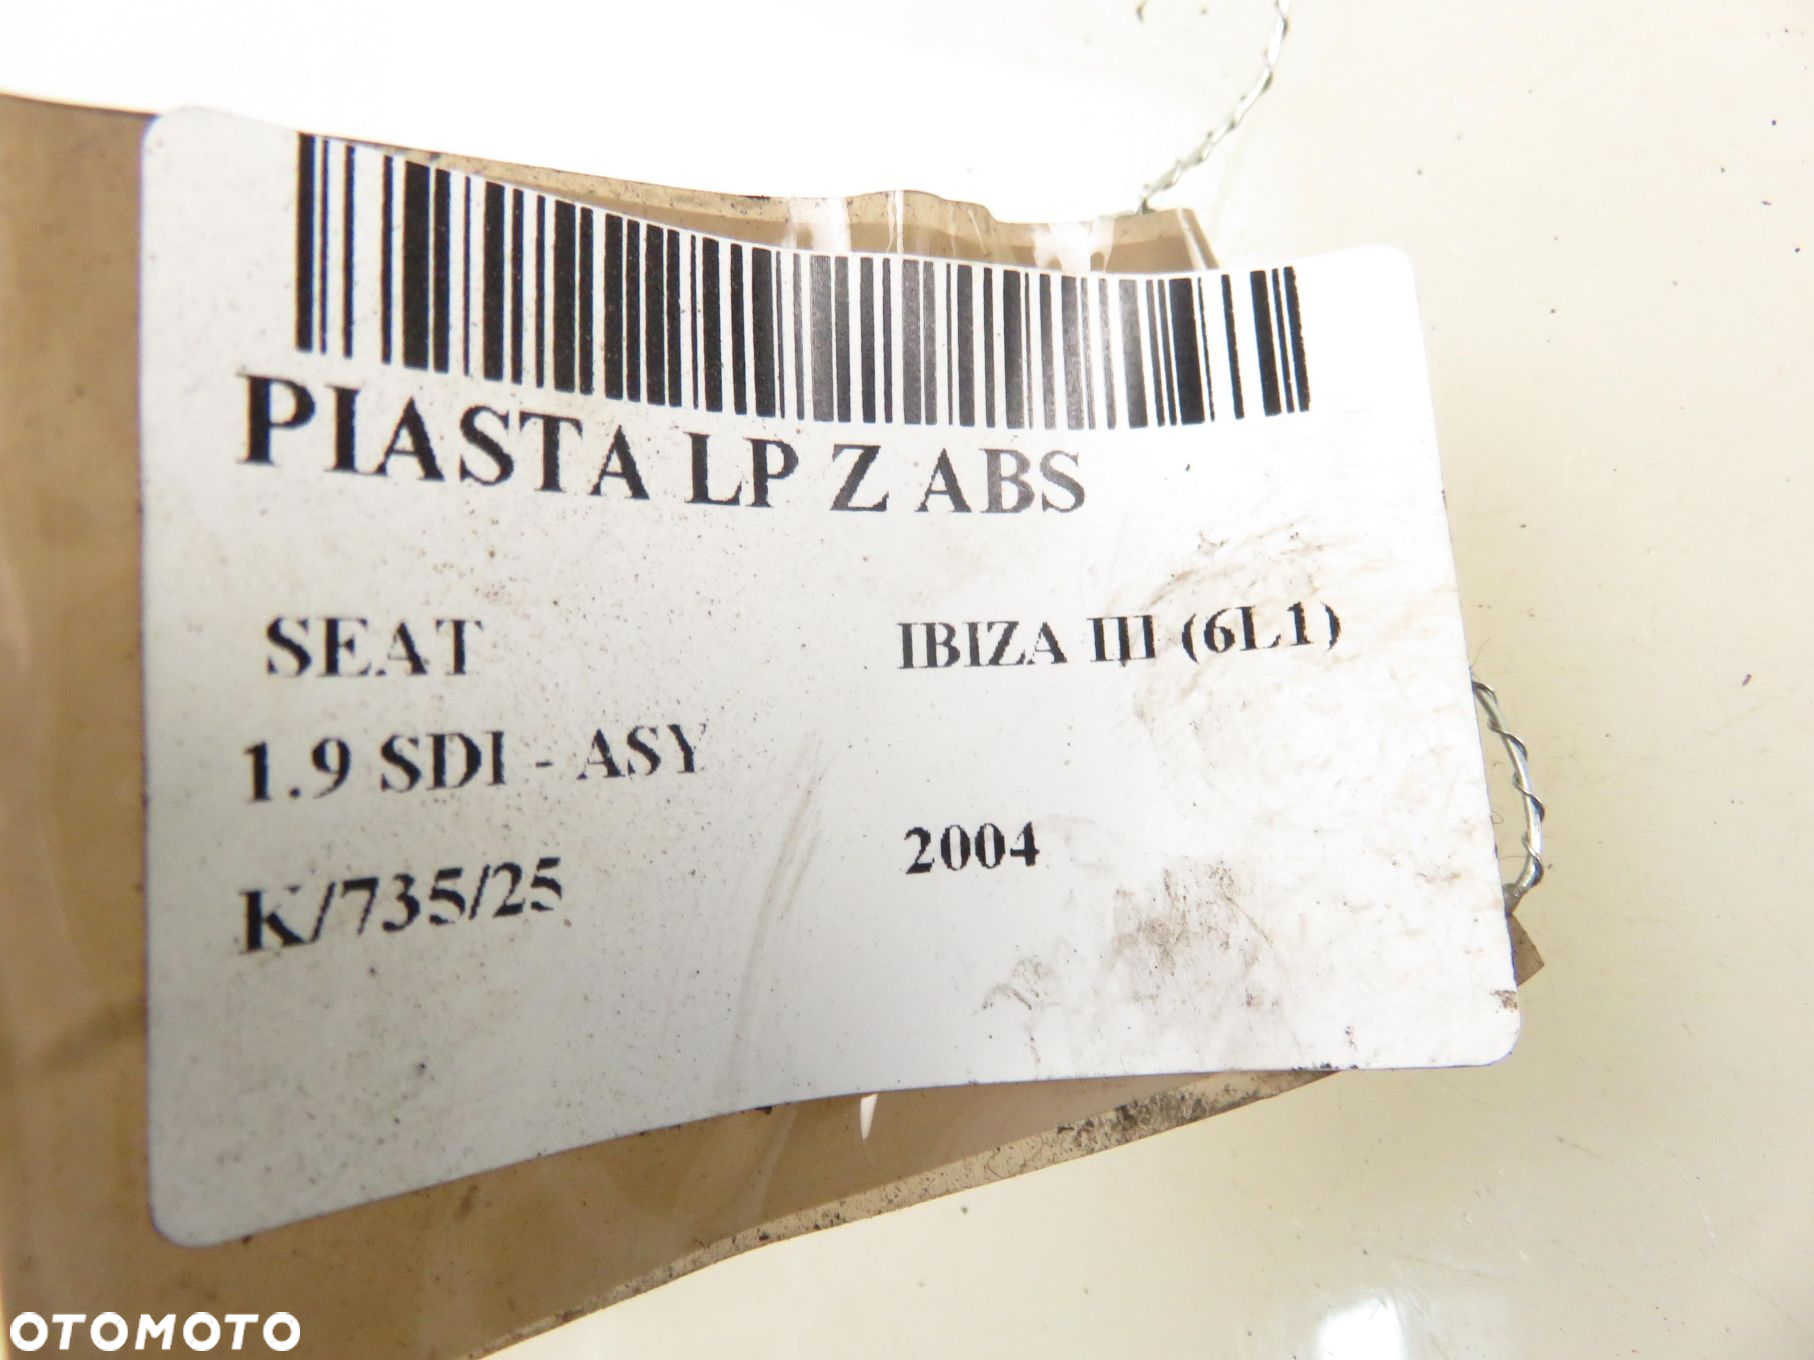 PIASTA LP Z ABS
SEAT IBIZA III (6L1)
1.9 SDI - ASY
2004
K/735/25
OTOMOTO